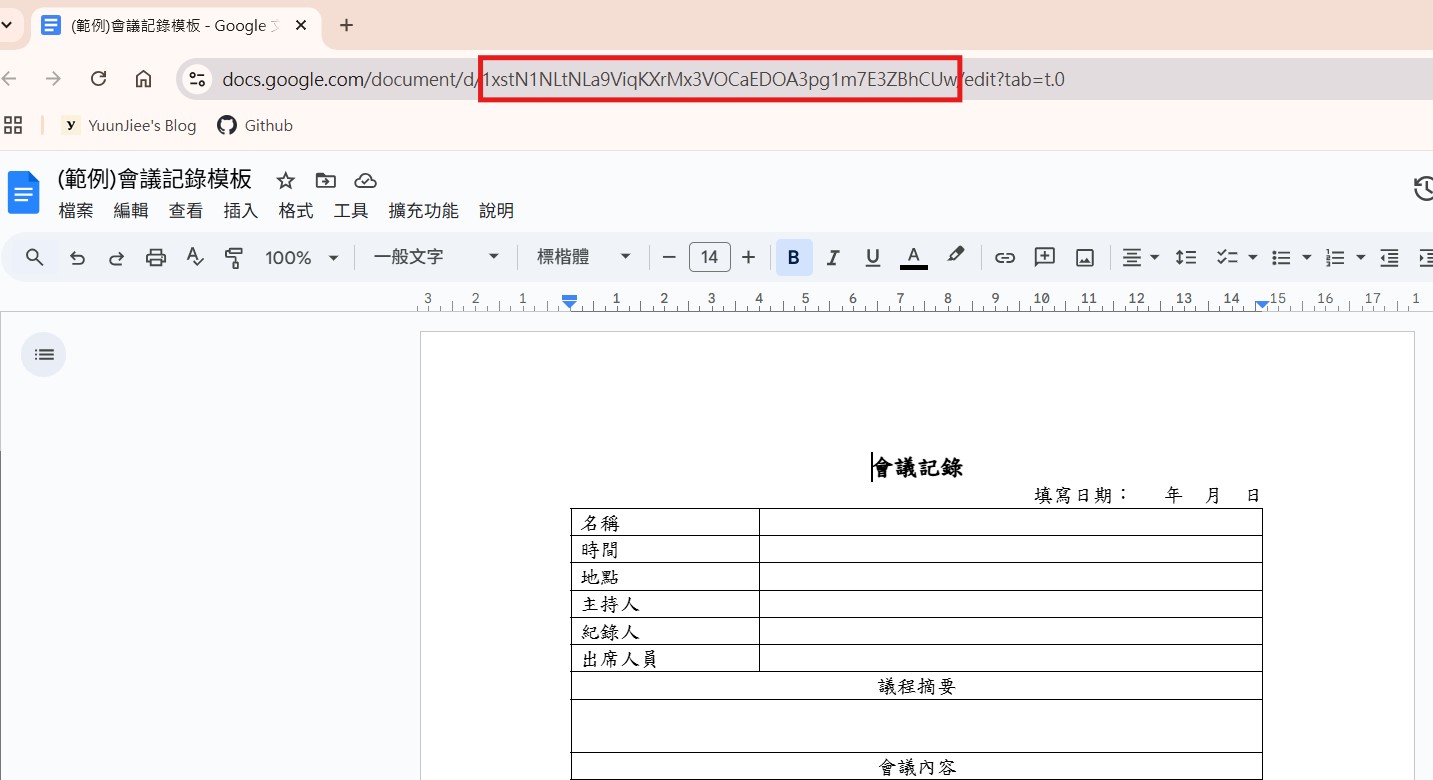 (範例)會議記錄模板 - Google
docs.google.com/document/d/1xstN1NLtNLa9ViqKXrMx3VOCaEDOA3pg1m7E3ZBhCUw/edit?tab=t.0
YuunJiee's Blog Github
(範例)會議記錄模板
檔案 編輯 查看 插入 格式 工具 擴充功能 說明
100% 一般文字 標楷體 14 B I U A
3 2 1 1 2 3 4 5 6 7 8 9 10 11 12 13 14 15 16 17 1
會議記錄
填寫日期： 年 月 日
名稱
時間
地點
主持人
紀錄人
出席人員
議程摘要
會議內容